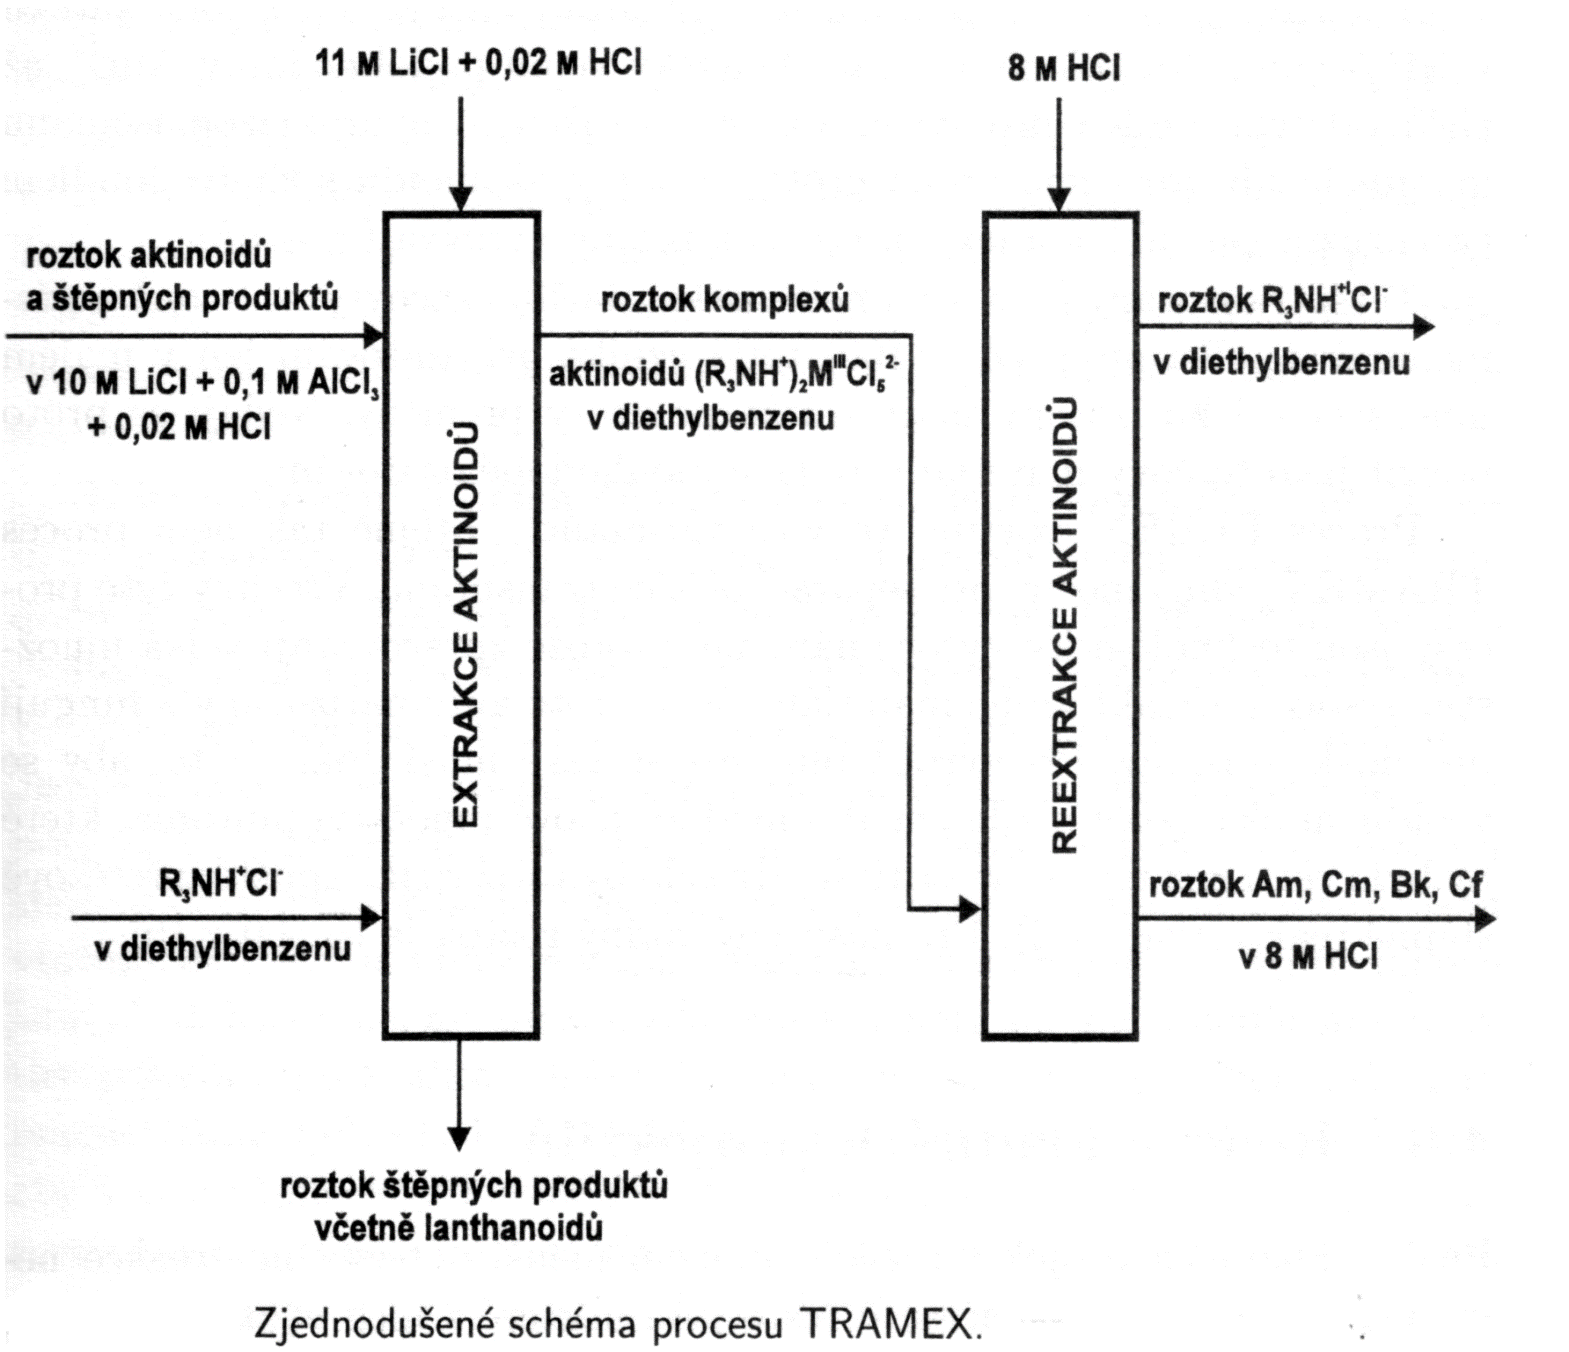 11 M LiCl + 0,02 M HCl
8 M HCl
roztok aktinoidů
a štěpných produktů
v 10 M LiCl + 0,1 M AlCl₃
+ 0,02 M HCl
roztok komplexů
aktinoidů (R₃NH⁺)₂MᴵᴵᴵCl₅²⁻
v diethylbenzenu
roztok R₃NH⁺Cl⁻
v diethylbenzenu
EXTRAKCE AKTINOIDŮ
REEXTRAKCE AKTINOIDŮ
R₃NH⁺Cl⁻
v diethylbenzenu
roztok Am, Cm, Bk, Cf
v 8 M HCl
roztok štěpných produktů
včetně lanthanoidů
Zjednodušené schéma procesu TRAMEX.